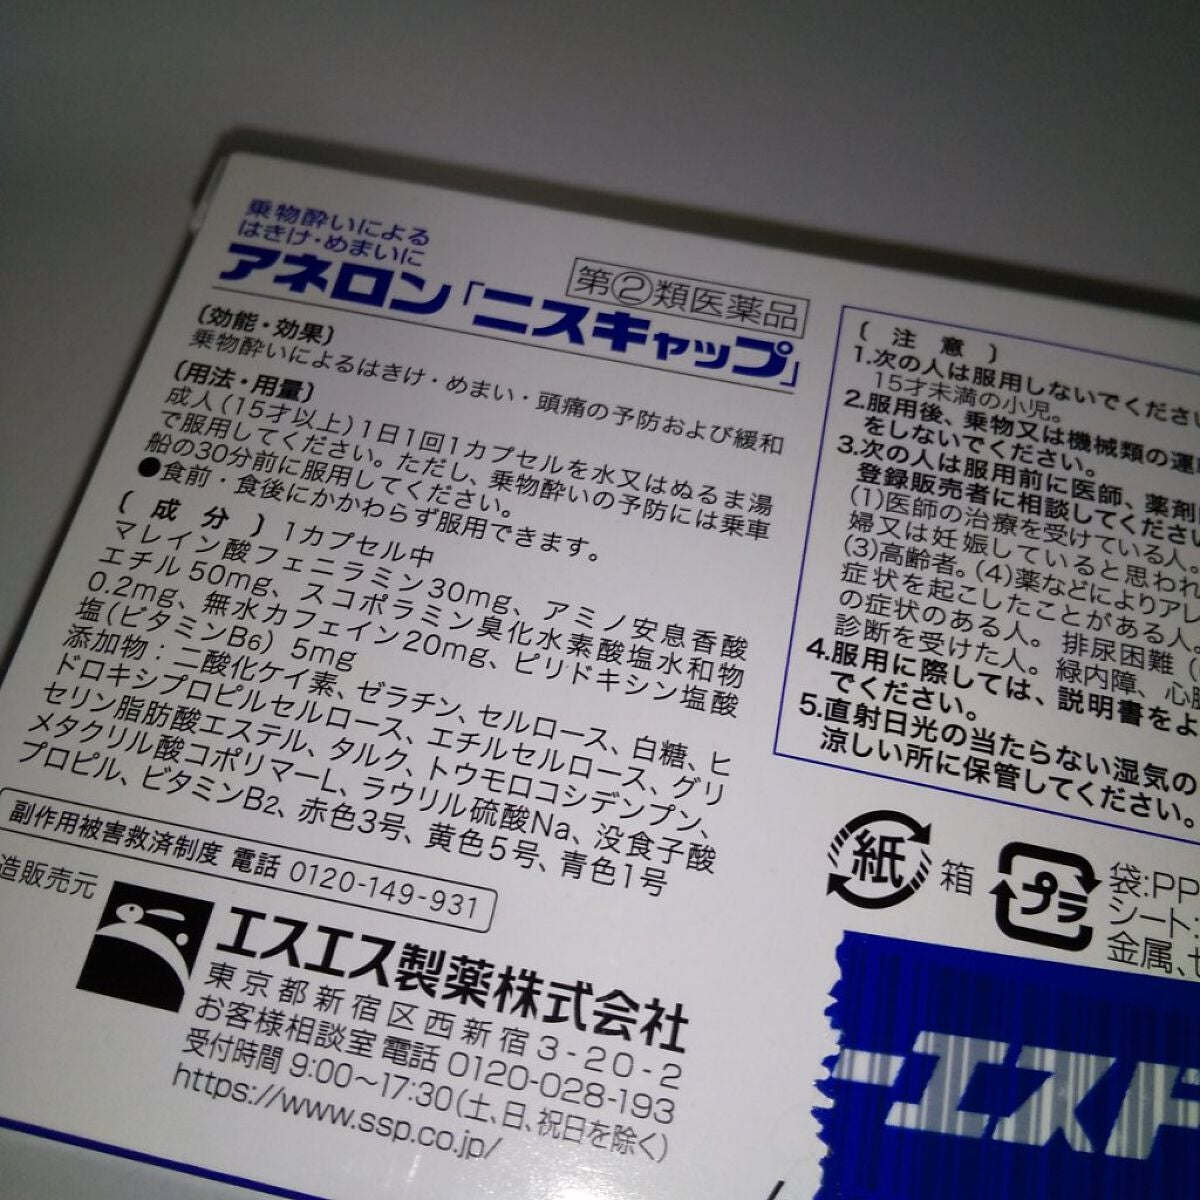 乗物酔いによる
はきけ・めまいに
アネロン「ニスキャップ」
第②類医薬品
〔効能・効果〕
乗物酔いによるはきけ・めまい・頭痛の予防および緩和
〔用法・用量〕
成人(15才以上)1日1回1カプセルを水又はぬるま湯
で服用してください。ただし、乗物酔いの予防には乗車
船の30分前に服用してください。
●食前・食後にかかわらず服用できます。
〔成分〕1カプセル中
マレイン酸フェニラミン30mg、アミノ安息香酸
エチル50mg、スコポラミン臭化水素酸塩水和物
0.2mg、無水カフェイン20mg、ピリドキシン塩酸
塩(ビタミンB6)5mg
添加物:二酸化ケイ素、ゼラチン、セルロース、白糖、ヒ
ドロキシプロピルセルロース、エチルセルロース、グリ
セリン脂肪酸エステル、タルク、トウモロコシデンプン、
メタクリル酸コポリマーL、ラウリル硫酸Na、没食子酸
プロピル、ビタミンB2、赤色3号、黄色5号、青色1号
副作用被害救済制度 電話 0120-149-931
造販売元
エスエス製薬株式会社
東京都新宿区西新宿3-20-2
お客様相談室 電話 0120-028-193
受付時間 9:00〜17:30(土、日、祝日を除く)
https://www.ssp.co.jp/
〔注意〕
1.次の人は服用しないでください
15才未満の小児。
2.服用後、乗物又は機械類の運
をしないでください。
3.次の人は服用前に医師、薬剤
登録販売者に相談してください
(1)医師の治療を受けている人。
婦又は妊娠していると思われ
(3)高齢者。(4)薬などによりアレ
症状を起こしたことがある人。
の症状のある人。排尿困難(
診断を受けた人。緑内障、心臓
4.服用に際しては、説明書をよ
でください。
5.直射日光の当たらない湿気の
涼しい所に保管してください。
紙
箱
プラ
袋:PP
シート:
金属、
ーエスト